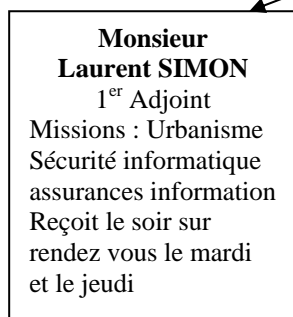 Monsieur
Laurent SIMON
1er Adjoint
Missions : Urbanisme
Sécurité informatique
assurances information
Reçoit le soir sur
rendez vous le mardi
et le jeudi